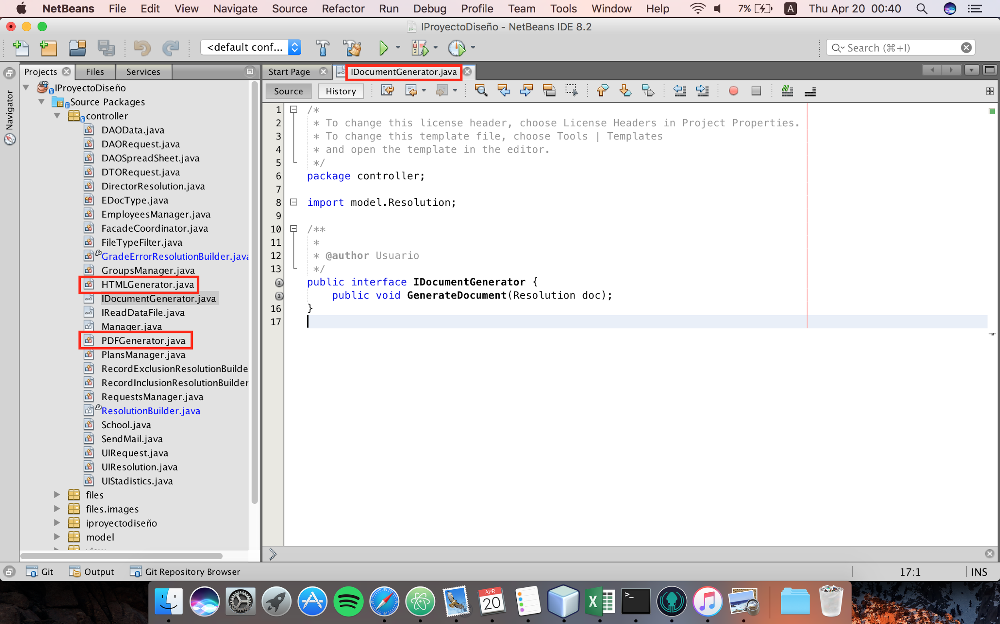 NetBeans File Edit View Navigate Source Refactor Run Debug Profile Team Tools Window Help 7% A Thu Apr 20 00:40
IProyectoDiseño - NetBeans IDE 8.2
<default conf... Search (⌘+I)
Projects Files Services
Start Page IDocumentGenerator.java
Source History
Navigator
IProyectoDiseño
Source Packages
controller
DAOData.java
DAORequest.java
DAOSpreadSheet.java
DTORequest.java
DirectorResolution.java
EDocType.java
EmployeesManager.java
FacadeCoordinator.java
FileTypeFilter.java
GradeErrorResolutionBuilder.java
GroupsManager.java
HTMLGenerator.java
IDocumentGenerator.java
IReadDataFile.java
Manager.java
PDFGenerator.java
PlansManager.java
RecordExclusionResolutionBuilde
RecordInclusionResolutionBuilder
RequestsManager.java
ResolutionBuilder.java
School.java
SendMail.java
UIRequest.java
UIResolution.java
UIStadistics.java
files
files.images
iproyectodiseño
model
1 /*
2 * To change this license header, choose License Headers in Project Properties.
3 * To change this template file, choose Tools | Templates
4 * and open the template in the editor.
5 */
6 package controller;
7
8 import model.Resolution;
9
10 /**
11 *
12 * @author Usuario
13 */
public interface IDocumentGenerator {
public void GenerateDocument(Resolution doc);
16 }
17
Git Output Git Repository Browser 17:1 INS
APR
20